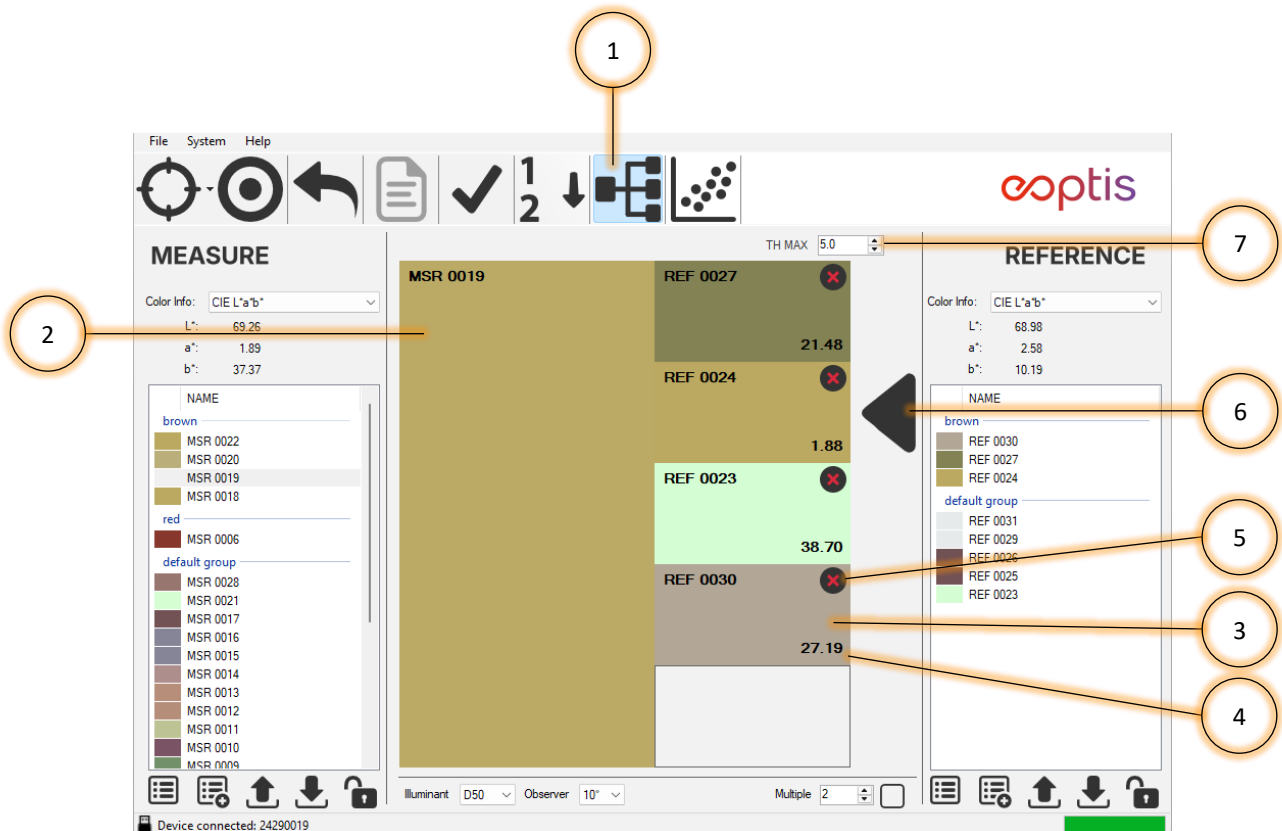 1
File System Help
1
2
eoptis
7
TH MAX 5.0
MEASURE
REFERENCE
MSR 0019
REF 0027
Color Info: CIE L*a*b*
Color Info: CIE L*a*b*
2
L*: 69.26
a*: 1.89
b*: 37.37
21.48
L*: 68.98
a*: 2.58
b*: 10.19
REF 0024
1.88
6
NAME
brown
MSR 0022
MSR 0020
MSR 0019
MSR 0018
red
MSR 0006
default group
MSR 0028
MSR 0021
MSR 0017
MSR 0016
MSR 0015
MSR 0014
MSR 0013
MSR 0012
MSR 0011
MSR 0010
MSR 0009
REF 0023
38.70
REF 0030
27.19
NAME
brown
REF 0030
REF 0027
REF 0024
default group
REF 0031
REF 0029
REF 0026
REF 0025
REF 0023
5
3
4
Illuminant D50 Observer 10° Multiple 2
Device connected: 24290019